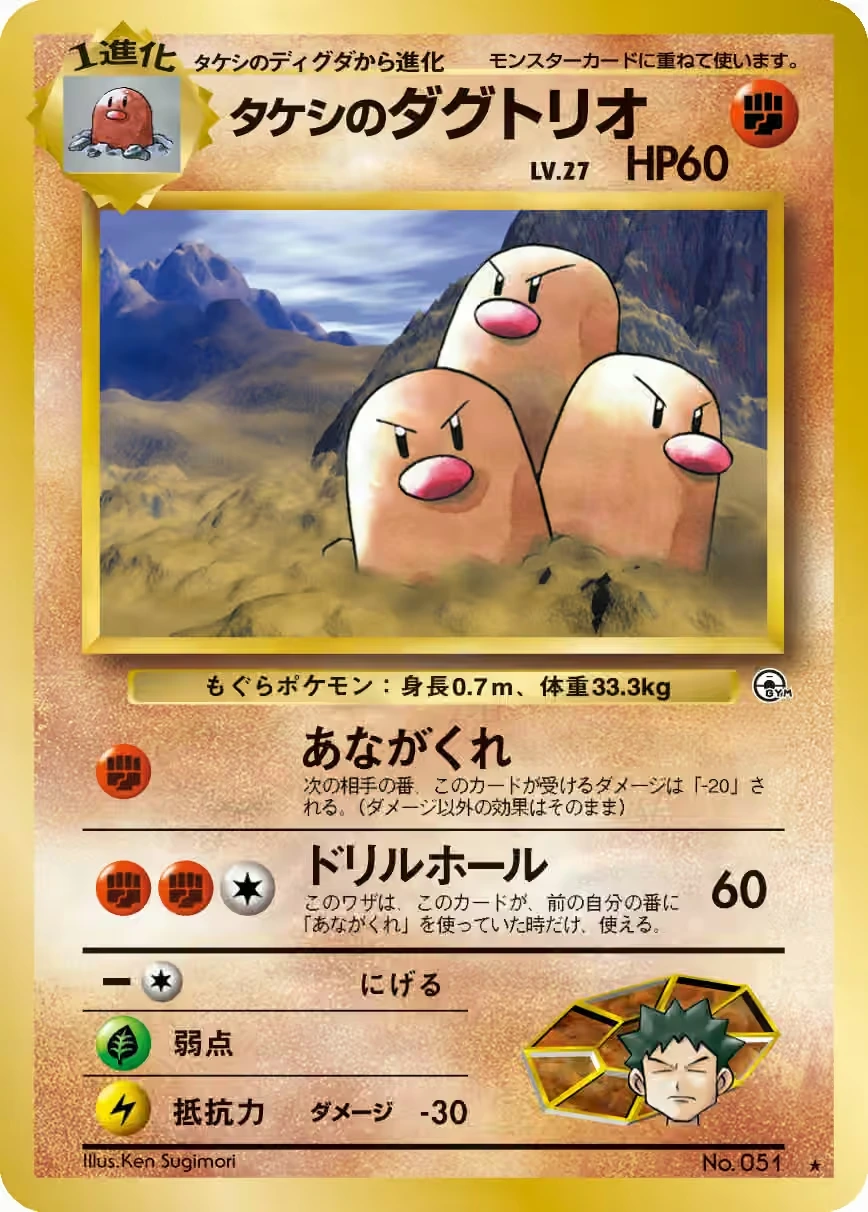 1進化
タケシのディグダから進化
モンスターカードに重ねて使います。
タケシのダグトリオ
LV.27 HP60
もぐらポケモン：身長0.7m、体重33.3kg
GYM
あながくれ
次の相手の番、このカードが受けるダメージは「-20」さ
れる。（ダメージ以外の効果はそのまま）
ドリルホール
このワザは、このカードが、前の自分の番に
「あながくれ」を使っていた時だけ、使える。
60
にげる
弱点
抵抗力 ダメージ -30
Illus.Ken Sugimori
No.051 ★